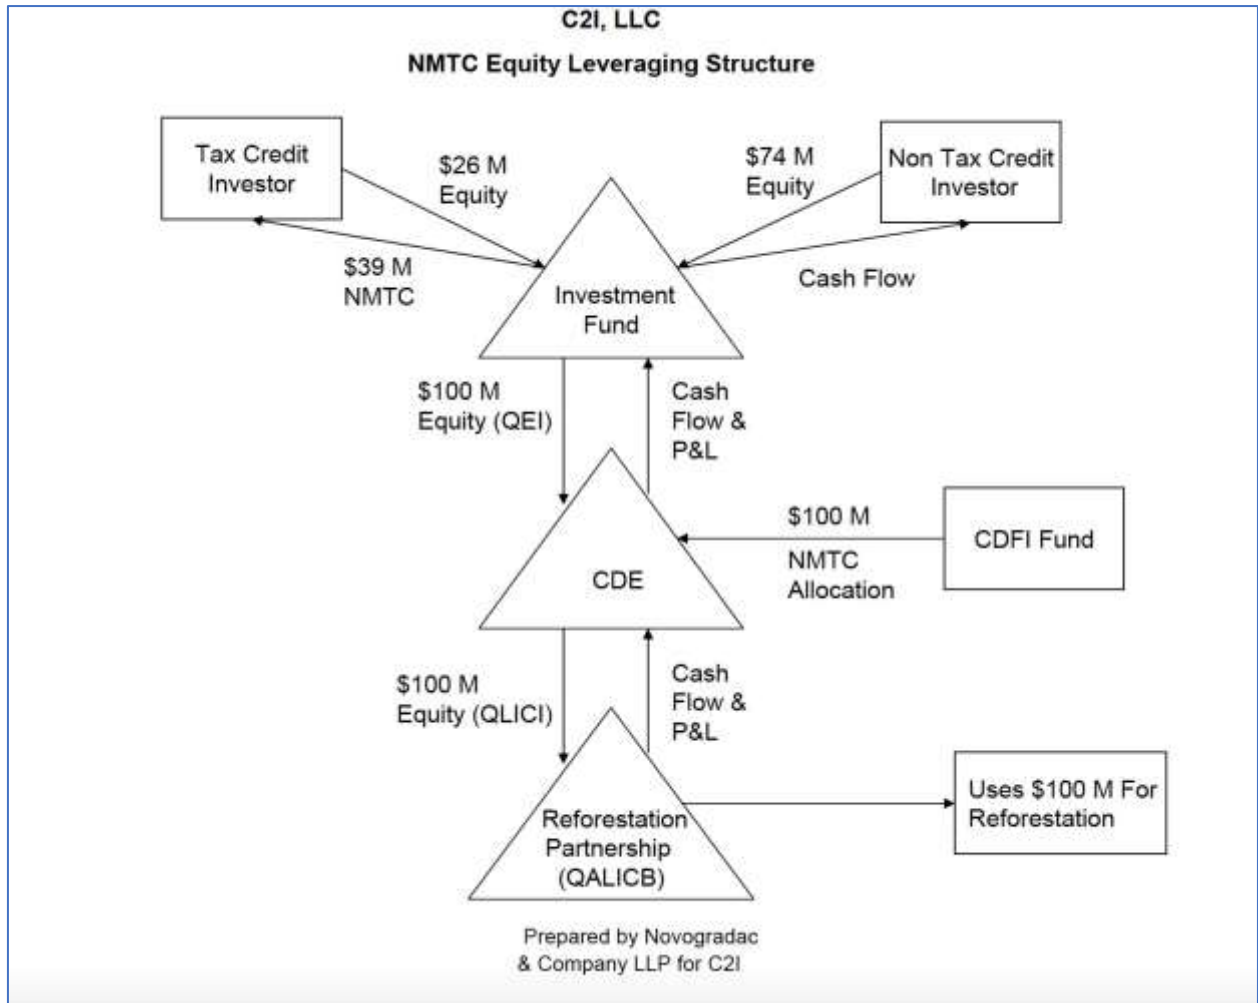 C2I, LLC
NMTC Equity Leveraging Structure
Tax Credit
Investor
$26 M
Equity
$74 M
Equity
Non Tax Credit
Investor
$39 M
NMTC
Cash Flow
Investment
Fund
$100 M
Equity (QEI)
Cash
Flow &
P&L
$100 M
NMTC
Allocation
CDFI Fund
CDE
$100 M
Equity (QLICI)
Cash
Flow &
P&L
Uses $100 M For
Reforestation
Reforestation
Partnership
(QALICB)
Prepared by Novogradac
& Company LLP for C2I